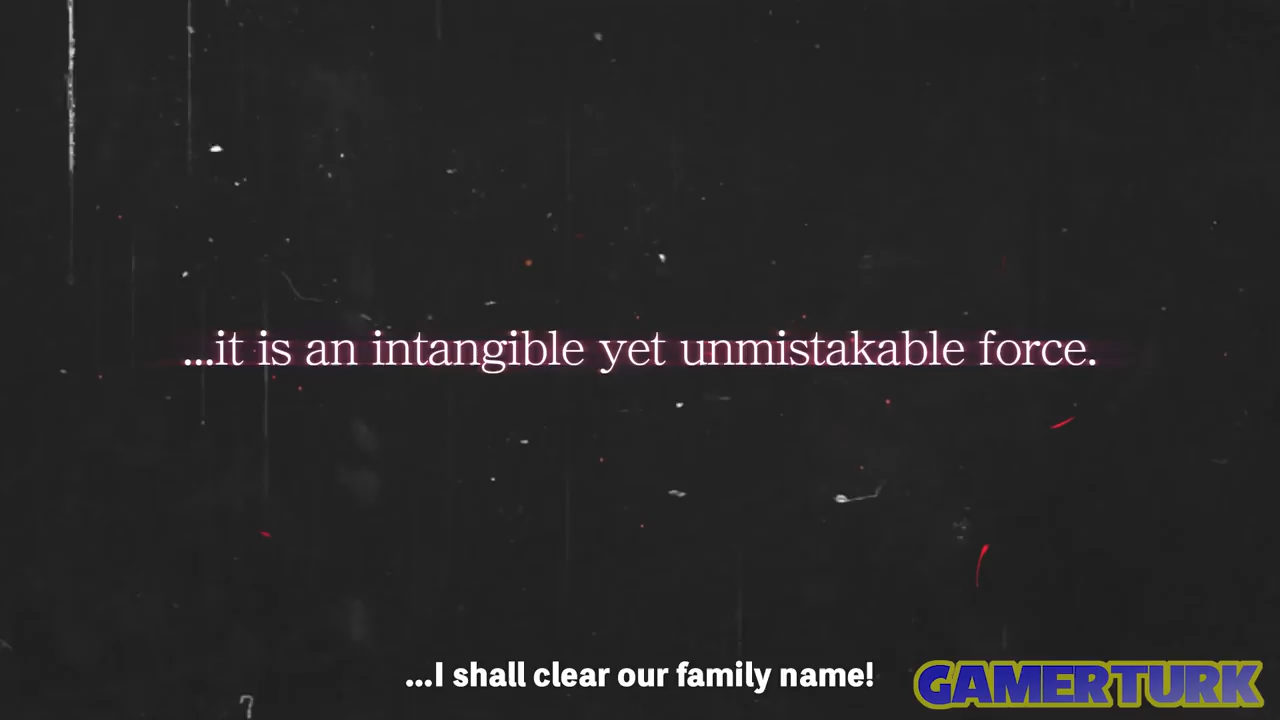 ...it is an intangible yet unmistakable force.
...I shall clear our family name!
GAMERTURK